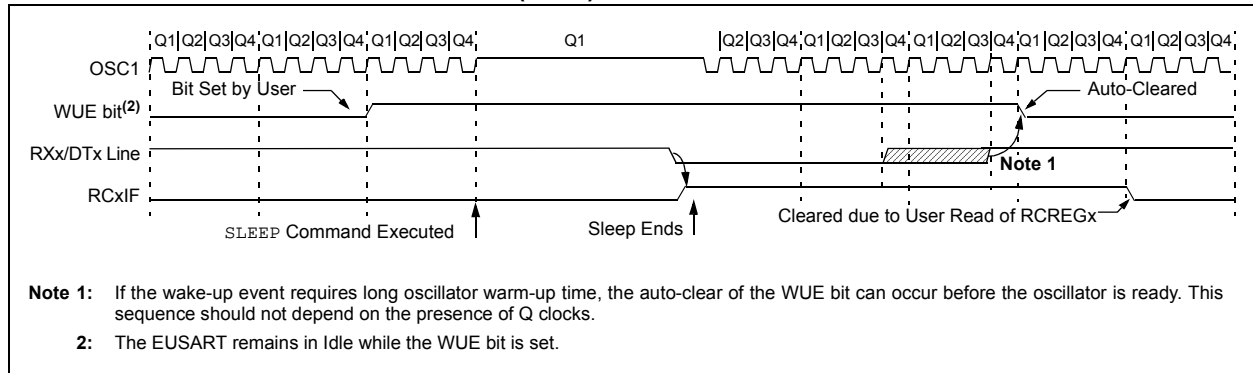 Q1 Q2 Q3 Q4 Q1 Q2 Q3 Q4 Q1 Q2 Q3 Q4 Q1 Q2 Q3 Q4 Q1 Q2 Q3 Q4 Q1 Q2 Q3 Q4 Q1 Q2 Q3 Q4 Q1 Q2 Q3 Q4
OSC1
Bit Set by User
Auto-Cleared
WUE bit(2)
RXx/DTx Line
Note 1
RCxIF
SLEEP Command Executed
Sleep Ends
Cleared due to User Read of RCREGx
Note 1: If the wake-up event requires long oscillator warm-up time, the auto-clear of the WUE bit can occur before the oscillator is ready. This
sequence should not depend on the presence of Q clocks.
2: The EUSART remains in Idle while the WUE bit is set.